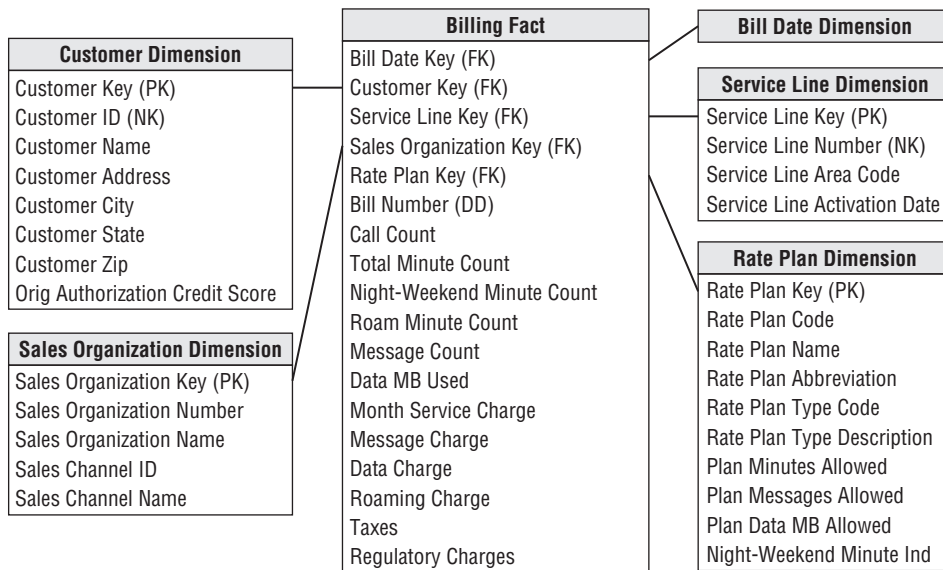 Customer Dimension
Customer Key (PK)
Customer ID (NK)
Customer Name
Customer Address
Customer City
Customer State
Customer Zip
Orig Authorization Credit Score
Sales Organization Dimension
Sales Organization Key (PK)
Sales Organization Number
Sales Organization Name
Sales Channel ID
Sales Channel Name
Billing Fact
Bill Date Key (FK)
Customer Key (FK)
Service Line Key (FK)
Sales Organization Key (FK)
Rate Plan Key (FK)
Bill Number (DD)
Call Count
Total Minute Count
Night-Weekend Minute Count
Roam Minute Count
Message Count
Data MB Used
Month Service Charge
Message Charge
Data Charge
Roaming Charge
Taxes
Regulatory Charges
Bill Date Dimension
Service Line Dimension
Service Line Key (PK)
Service Line Number (NK)
Service Line Area Code
Service Line Activation Date
Rate Plan Dimension
Rate Plan Key (PK)
Rate Plan Code
Rate Plan Name
Rate Plan Abbreviation
Rate Plan Type Code
Rate Plan Type Description
Plan Minutes Allowed
Plan Messages Allowed
Plan Data MB Allowed
Night-Weekend Minute Ind